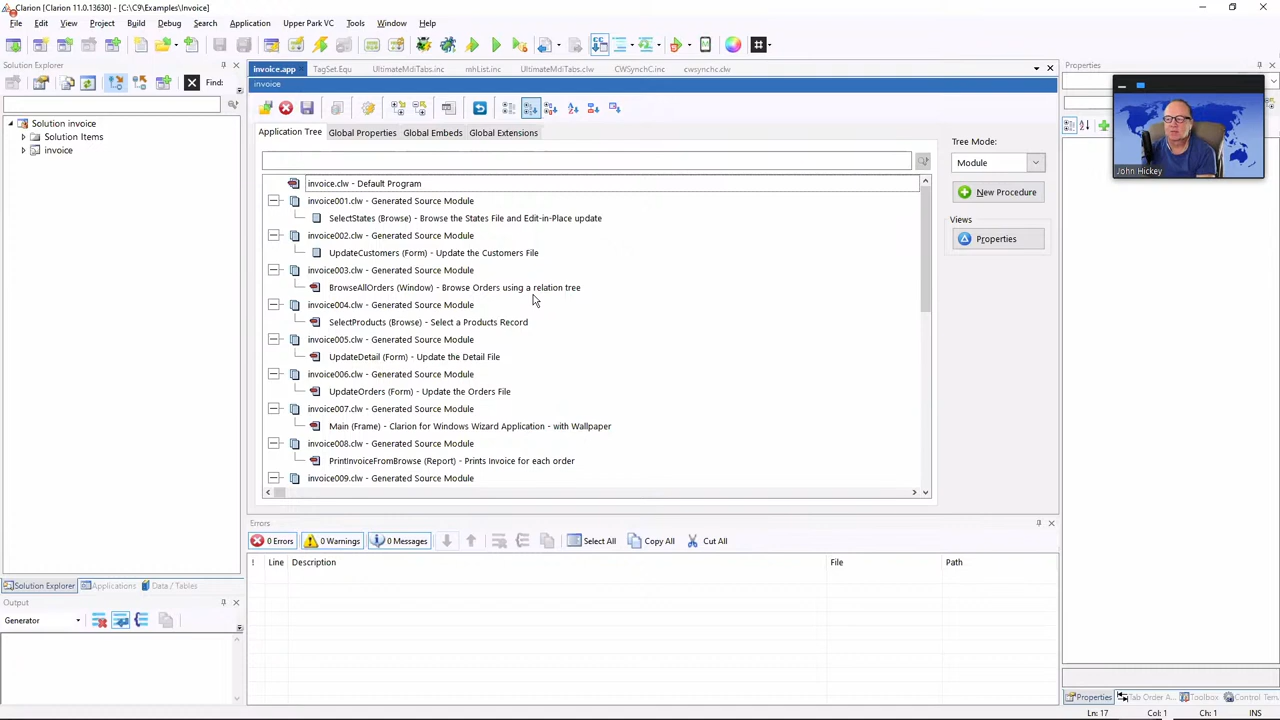 Clarion [Clarion 11.0.13630] - [C:\C9\Examples\Invoice]
File Edit View Project Build Debug Search Application Upper Park VC Tools Window Help
Solution Explorer
Find:
Solution invoice
Solution Items
invoice
Solution Explorer Applications Data / Tables
Output
Generator
invoice.app TagSet.Equ UltimateMdiTabs.inc mhList.inc UltimateMdiTabs.clw CWSynchC.inc cwsynchc.clw
invoice
Application Tree Global Properties Global Embeds Global Extensions
invoice.clw - Default Program
invoice001.clw - Generated Source Module
SelectStates (Browse) - Browse the States File and Edit-in-Place update
invoice002.clw - Generated Source Module
UpdateCustomers (Form) - Update the Customers File
invoice003.clw - Generated Source Module
BrowseAllOrders (Window) - Browse Orders using a relation tree
invoice004.clw - Generated Source Module
SelectProducts (Browse) - Select a Products Record
invoice005.clw - Generated Source Module
UpdateDetail (Form) - Update the Detail File
invoice006.clw - Generated Source Module
UpdateOrders (Form) - Update the Orders File
invoice007.clw - Generated Source Module
Main (Frame) - Clarion for Windows Wizard Application - with Wallpaper
invoice008.clw - Generated Source Module
PrintInvoiceFromBrowse (Report) - Prints Invoice for each order
invoice009.clw - Generated Source Module
Tree Mode:
Module
New Procedure
Views
Properties
Errors
0 Errors 0 Warnings 0 Messages Select All Copy All Cut All
! Line Description File Path
Properties
John Hickey
Properties Tab Order A... Toolbox Control Tem
Ln: 17 Col: 1 Ch: 1 INS